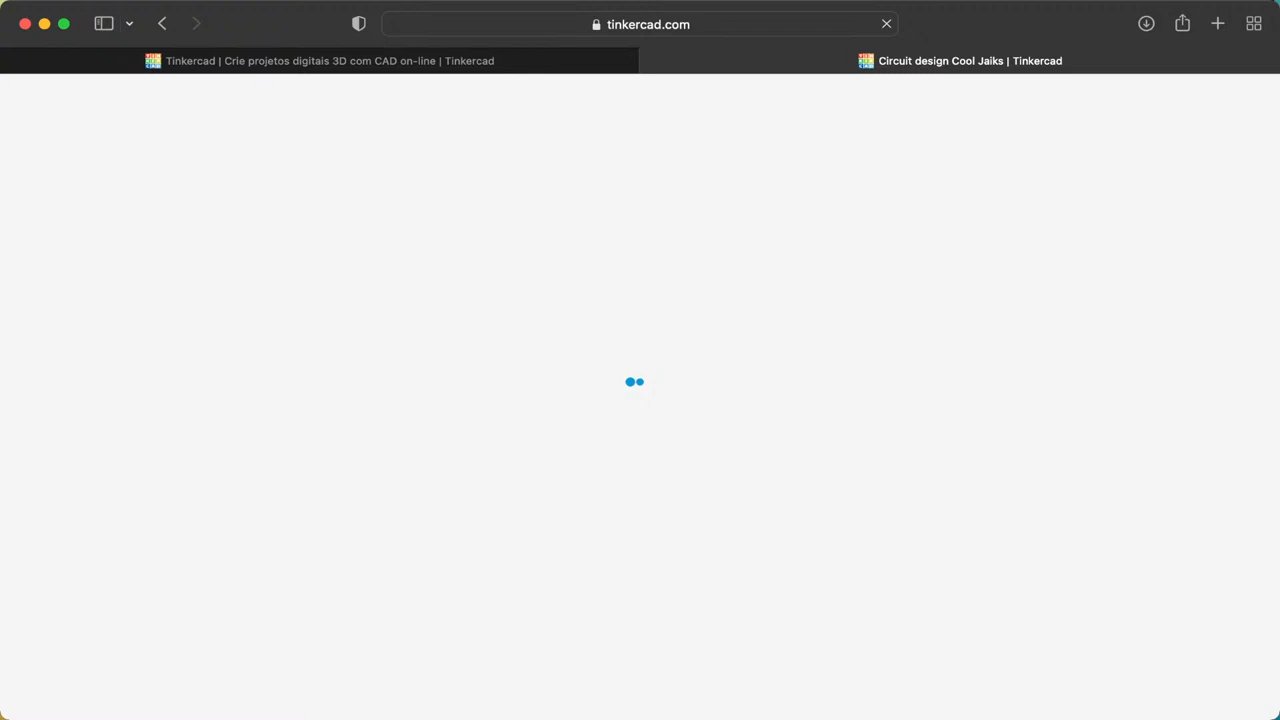 tinkercad.com
Tinkercad | Crie projetos digitais 3D com CAD on-line | Tinkercad
Circuit design Cool Jaiks | Tinkercad